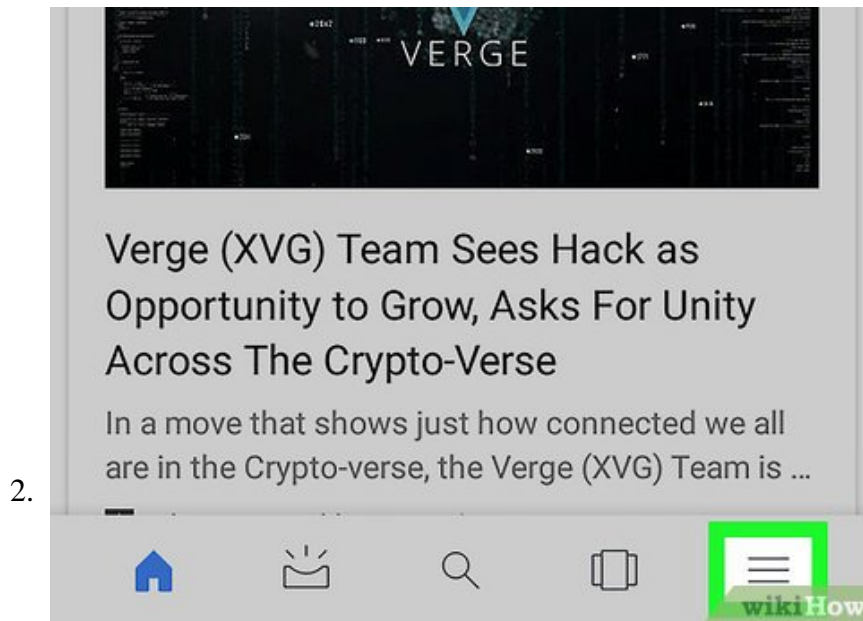 VERGE
Verge (XVG) Team Sees Hack as
Opportunity to Grow, Asks For Unity
Across The Crypto-Verse
In a move that shows just how connected we all
are in the Crypto-verse, the Verge (XVG) Team is ...
2.
wikiHow